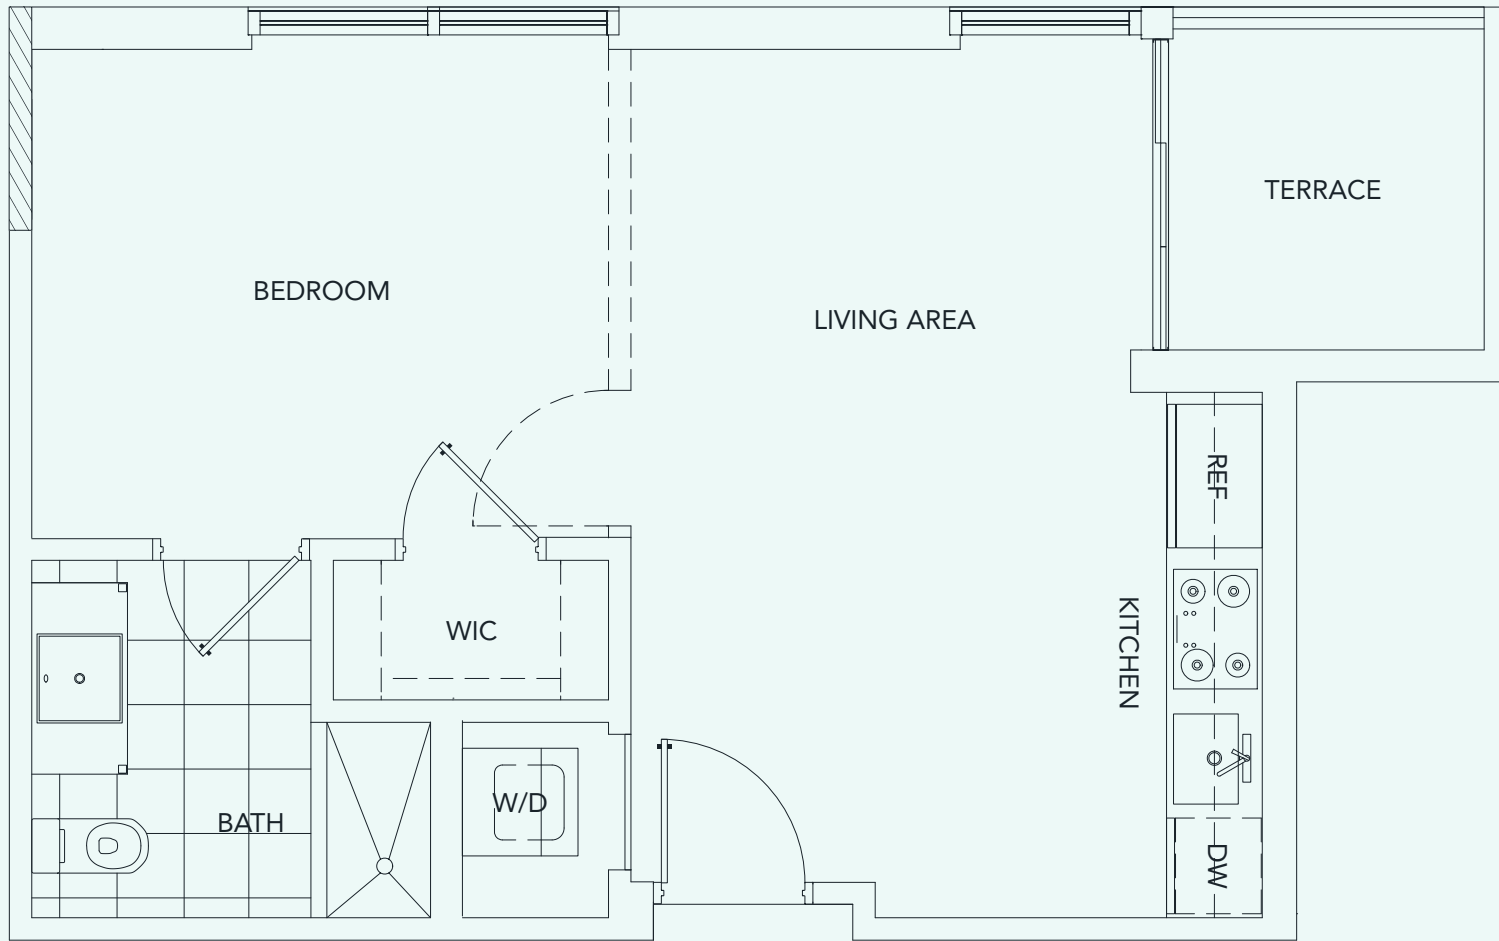 TERRACE
BEDROOM
LIVING AREA
REF
WIC
KITCHEN
W/D
BATH
DW